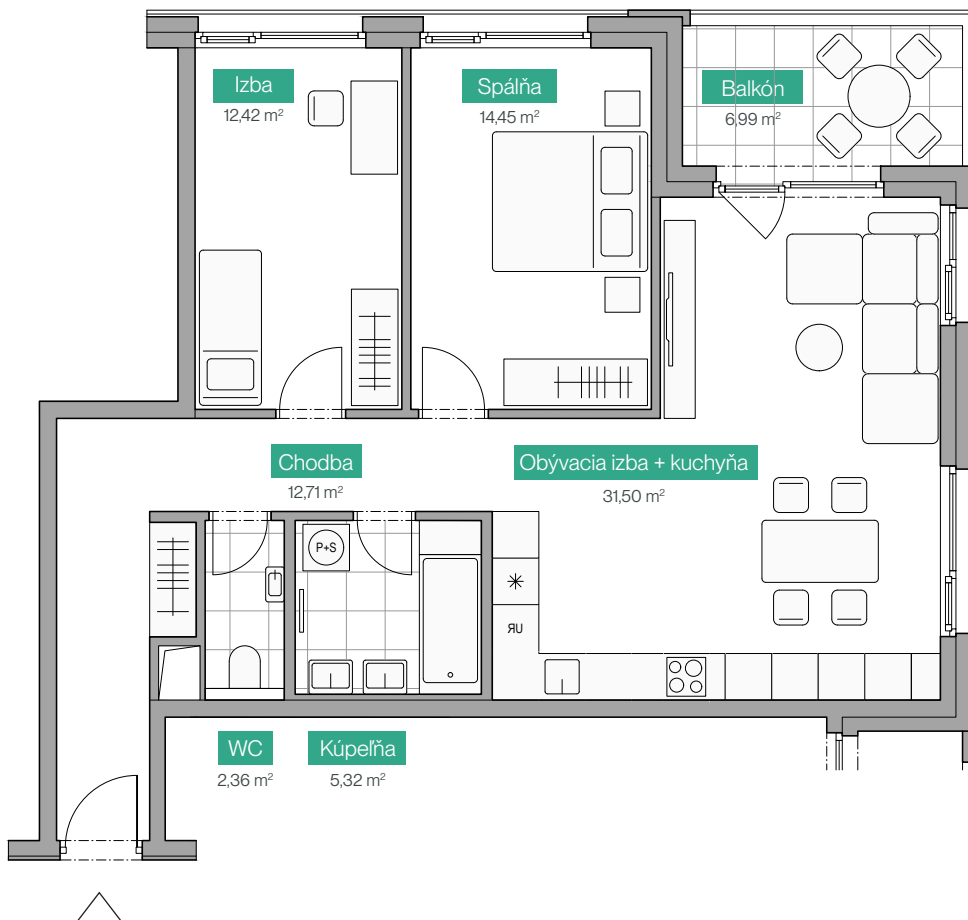 Izba
12,42 m²
Spálňa
14,45 m²
Balkón
6,99 m²
Chodba
12,71 m²
Obývacia izba + kuchyňa
31,50 m²
P+S
UR
WC
2,36 m²
Kúpeľňa
5,32 m²